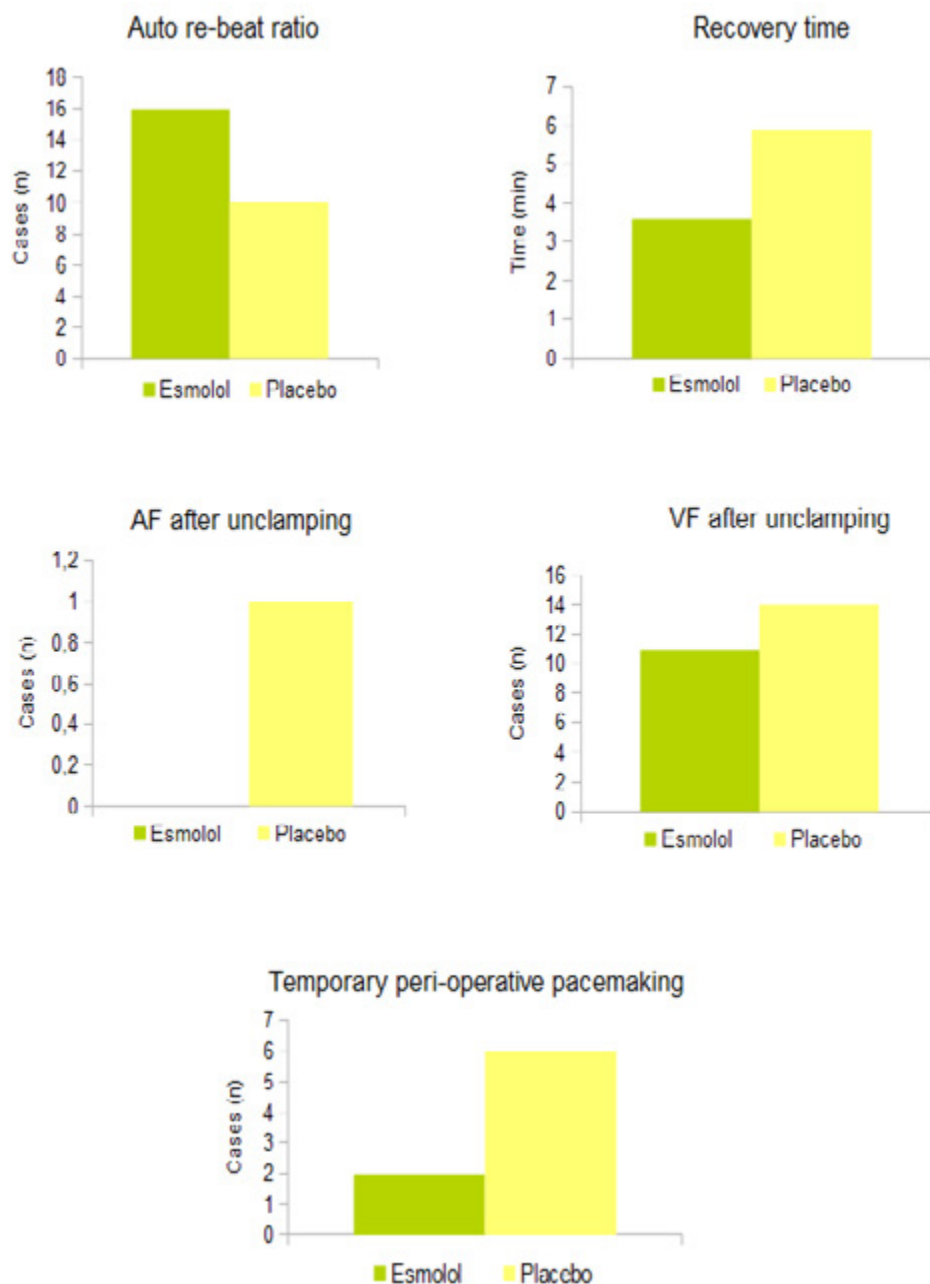 Auto re-beat ratio
18
16
14
12
10
8
6
4
2
0
Cases (n)
Esmolol Placebo
Recovery time
7
6
5
4
3
2
1
0
Time (min)
Esmolol Placebo
AF after unclamping
1,2
1
0,8
0,6
0,4
0,2
0
Cases (n)
Esmolol Placebo
VF after unclamping
16
14
12
10
8
6
4
2
0
Cases (n)
Esmolol Placebo
Temporary peri-operative pacemaking
7
6
5
4
3
2
1
0
Cases (n)
Esmolol Placebo